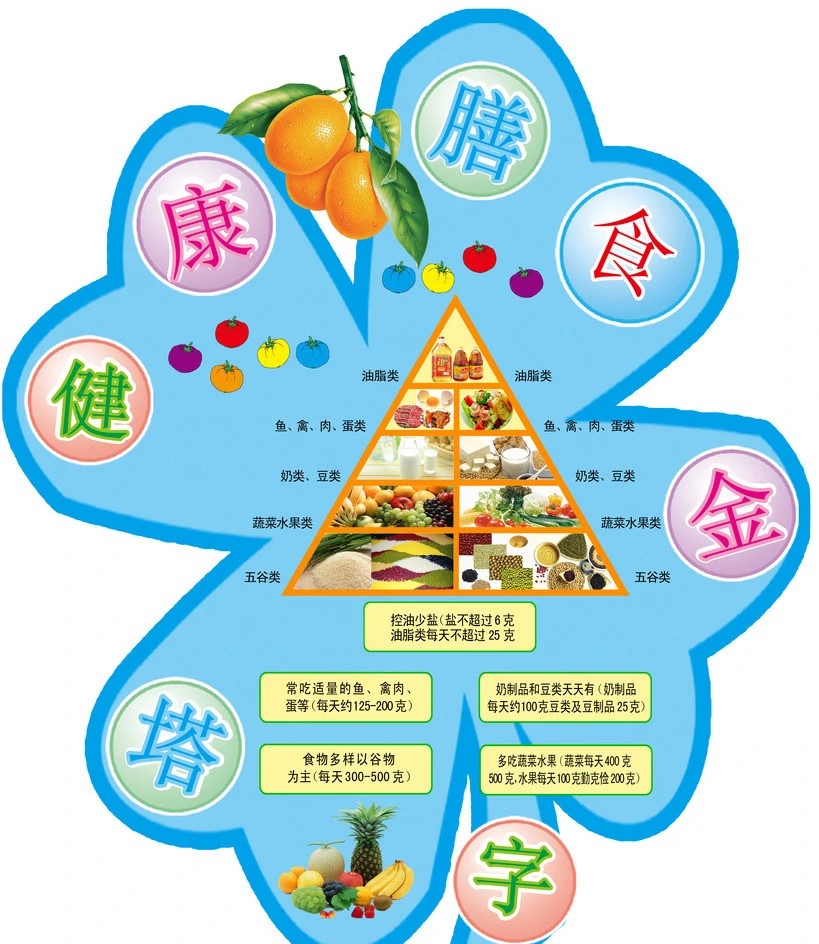 健
康
膳
食
金
字
塔
油脂类
油脂类
鱼、禽、肉、蛋类
鱼、禽、肉、蛋类
奶类、豆类
奶类、豆类
蔬菜水果类
蔬菜水果类
五谷类
五谷类
控油少盐(盐不超过6克
油脂类每天不超过25克
常吃适量的鱼、禽肉、
蛋等(每天约125-200克)
奶制品和豆类天天有(奶制品
每天约100克豆类及豆制品25克)
食物多样以谷物
为主(每天300-500克)
多吃蔬菜水果(蔬菜每天400克
500克,水果每天100克勤克俭200克)